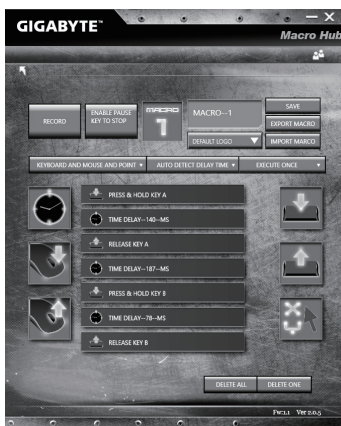 GIGABYTE™
Macro Hub
RECORD
ENABLE PAUSE
KEY TO STOP
MACRO
1
MACRO--1
DEFAULT LOGO
SAVE
EXPORT MACRO
IMPORT MARCO
KEYBOARD AND MOUSE AND POINT
AUTO DETECT DELAY TIME
EXECUTE ONCE
PRESS & HOLD KEY A
TIME DELAY--140--MS
RELEASE KEY A
TIME DELAY--187--MS
PRESS & HOLD KEY B
TIME DELAY--78--MS
RELEASE KEY B
DELETE ALL
DELETE ONE
Fw:1.1 Ver 2.0.5